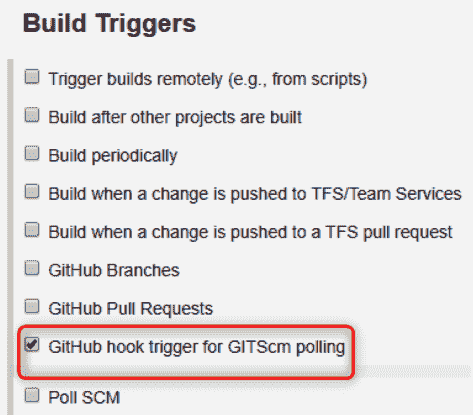 Build Triggers
Trigger builds remotely (e.g., from scripts)
Build after other projects are built
Build periodically
Build when a change is pushed to TFS/Team Services
Build when a change is pushed to a TFS pull request
GitHub Branches
GitHub Pull Requests
GitHub hook trigger for GITScm polling
Poll SCM